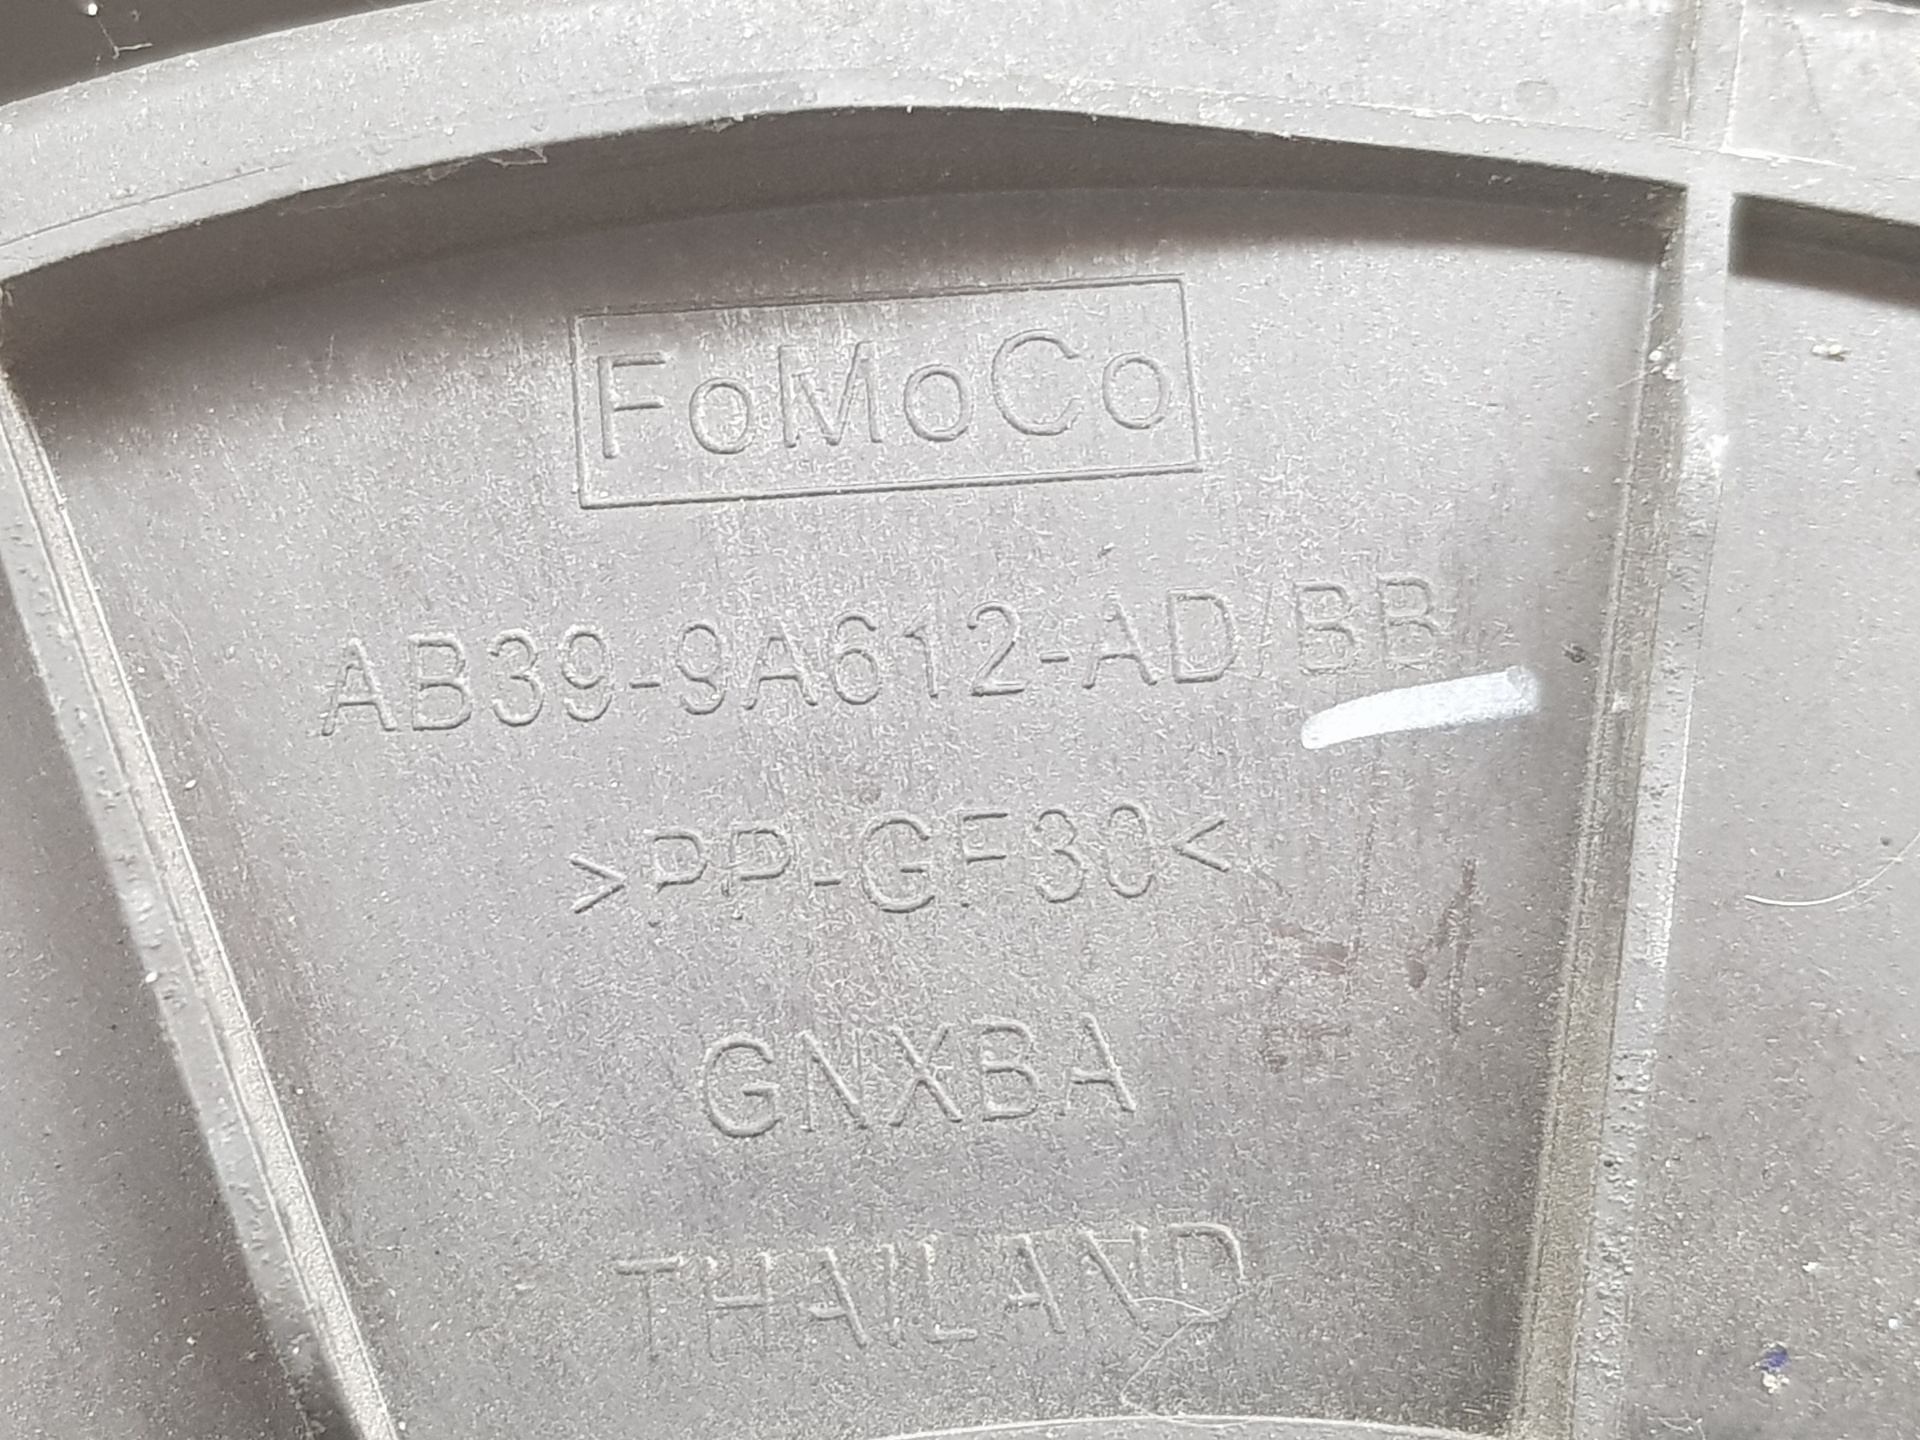 FoMoCo
AB39-9A612-AD/BB
>PP-GF30<
GNXBA
THAILAND